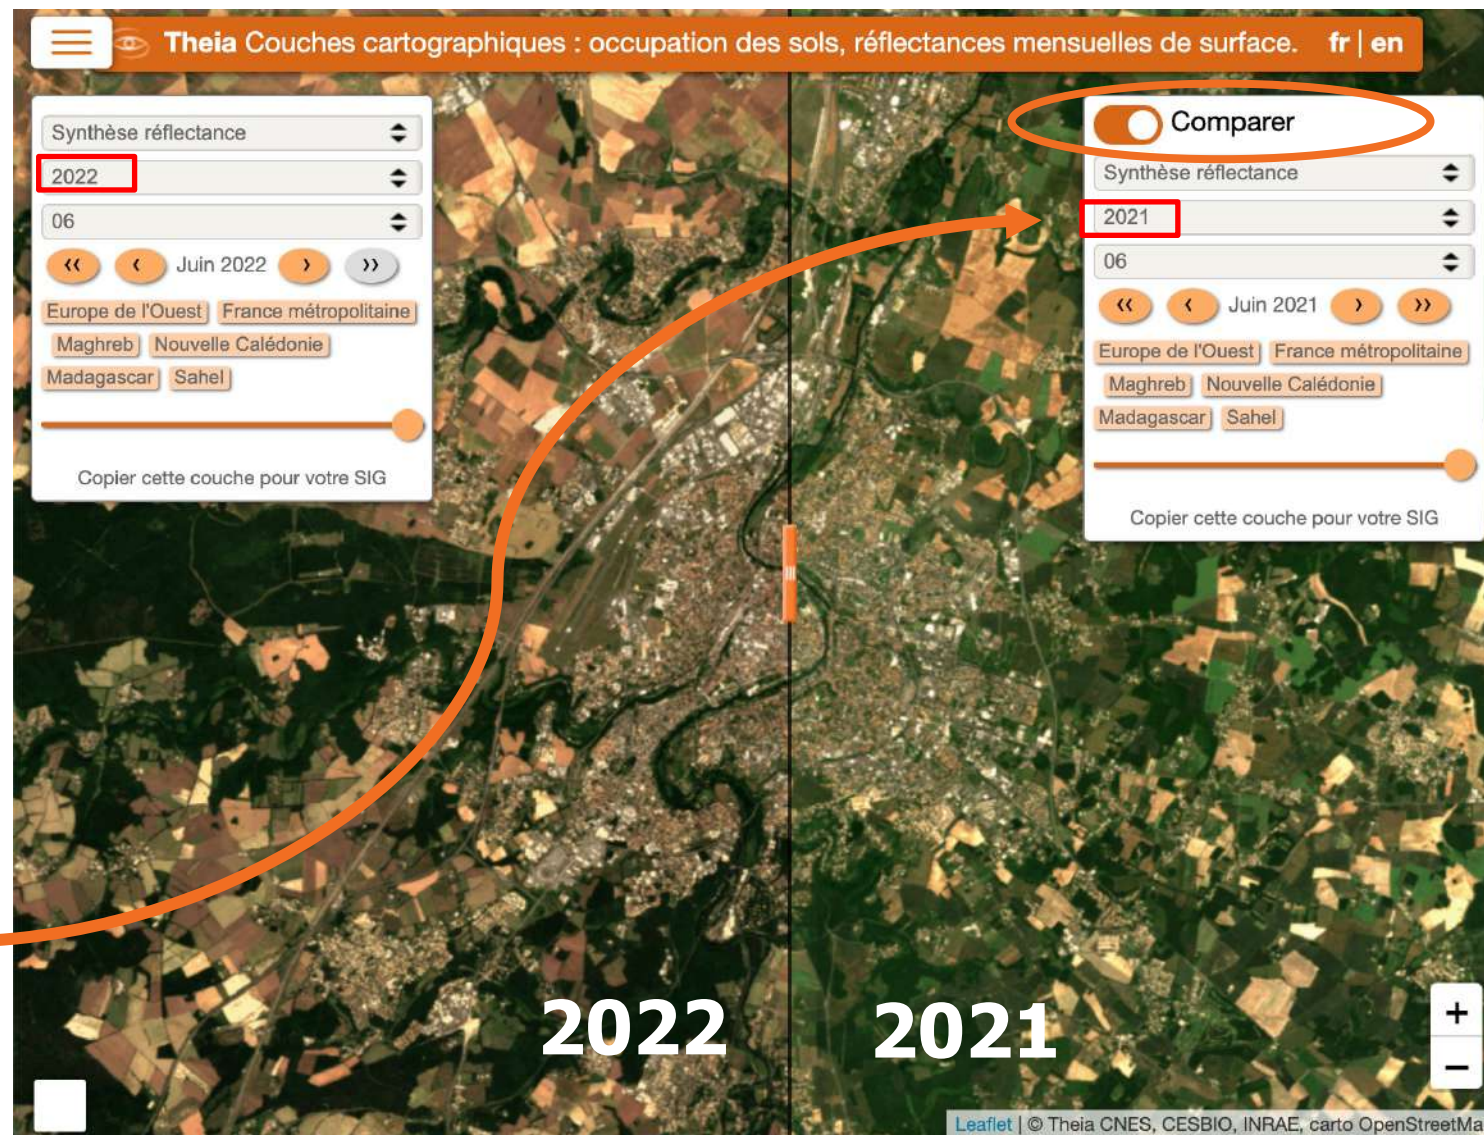 Theia Couches cartographiques : occupation des sols, réflectances mensuelles de surface. fr | en
Synthèse réflectance
2022
06
‹‹ ‹ Juin 2022 › ››
Europe de l'Ouest France métropolitaine
Maghreb Nouvelle Calédonie
Madagascar Sahel
Copier cette couche pour votre SIG
Comparer
Synthèse réflectance
2021
06
‹‹ ‹ Juin 2021 › ››
Europe de l'Ouest France métropolitaine
Maghreb Nouvelle Calédonie
Madagascar Sahel
Copier cette couche pour votre SIG
2022 2021
+
−
Leaflet | © Theia CNES, CESBIO, INRAE, carto OpenStreetMa